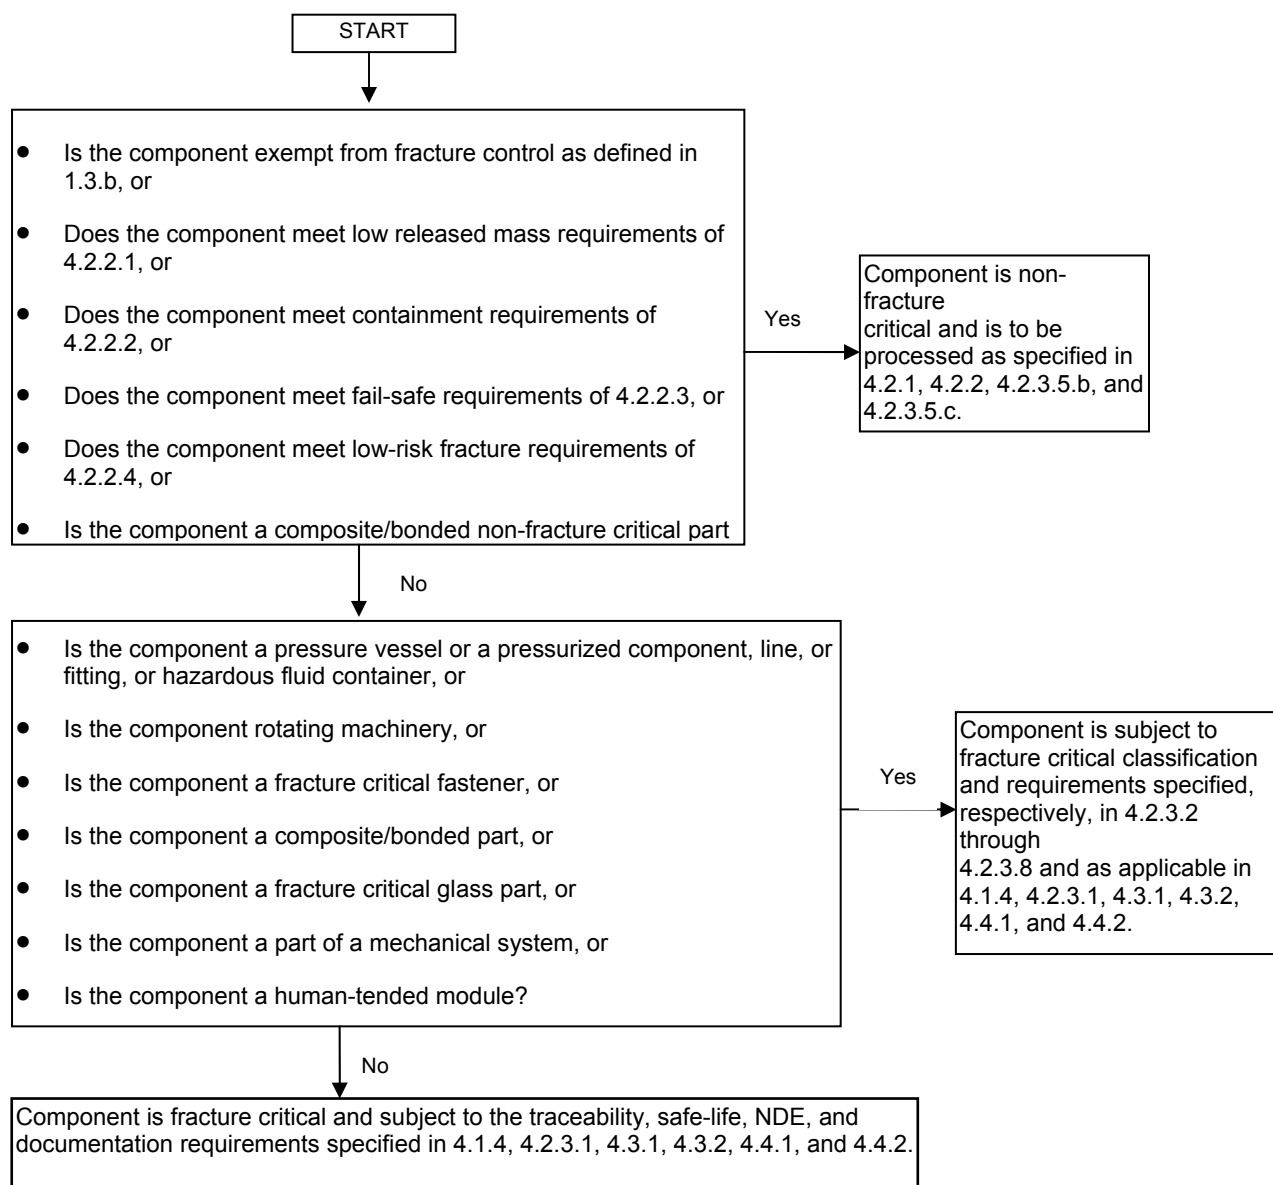 START
● Is the component exempt from fracture control as defined in
1.3.b, or
● Does the component meet low released mass requirements of
4.2.2.1, or
● Does the component meet containment requirements of
4.2.2.2, or
● Does the component meet fail-safe requirements of 4.2.2.3, or
● Does the component meet low-risk fracture requirements of
4.2.2.4, or
● Is the component a composite/bonded non-fracture critical part
Yes
Component is non-
fracture
critical and is to be
processed as specified in
4.2.1, 4.2.2, 4.2.3.5.b, and
4.2.3.5.c.
No
● Is the component a pressure vessel or a pressurized component, line, or
fitting, or hazardous fluid container, or
● Is the component rotating machinery, or
● Is the component a fracture critical fastener, or
● Is the component a composite/bonded part, or
● Is the component a fracture critical glass part, or
● Is the component a part of a mechanical system, or
● Is the component a human-tended module?
Yes
Component is subject to
fracture critical classification
and requirements specified,
respectively, in 4.2.3.2
through
4.2.3.8 and as applicable in
4.1.4, 4.2.3.1, 4.3.1, 4.3.2,
4.4.1, and 4.4.2.
No
Component is fracture critical and subject to the traceability, safe-life, NDE, and
documentation requirements specified in 4.1.4, 4.2.3.1, 4.3.1, 4.3.2, 4.4.1, and 4.4.2.